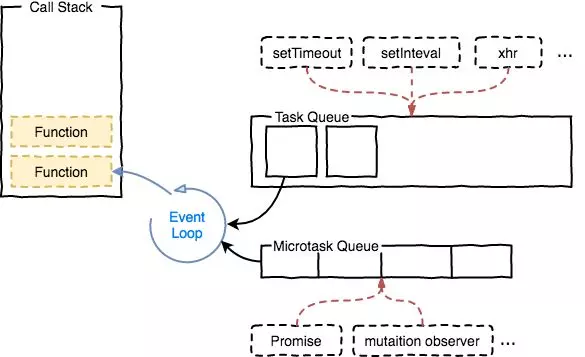 Call Stack
setTimeout
setInteval
xhr
...
Task Queue
Function
Function
Event
Loop
Microtask Queue
Promise
mutaition observer
...